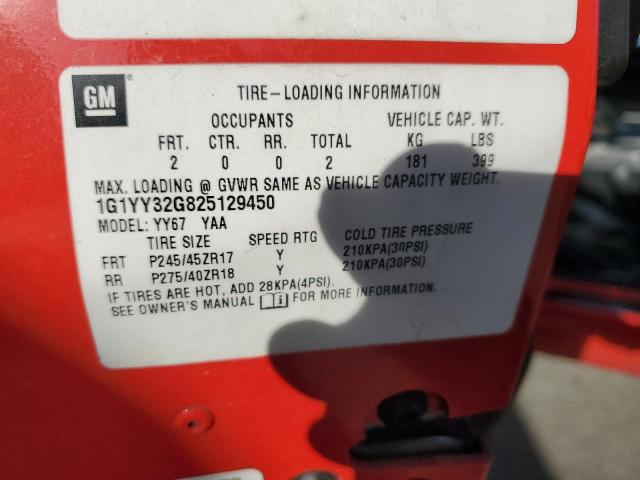 GM
TIRE-LOADING INFORMATION
OCCUPANTS VEHICLE CAP. WT.
FRT. CTR. RR. TOTAL KG LBS
2 0 0 2 181 399
MAX. LOADING @ GVWR SAME AS VEHICLE CAPACITY WEIGHT.
1G1YY32G825129450
MODEL: YY67 YAA
TIRE SIZE SPEED RTG COLD TIRE PRESSURE
FRT P245/45ZR17 Y 210KPA(30PSI)
RR P275/40ZR18 Y 210KPA(30PSI)
IF TIRES ARE HOT, ADD 28KPA(4PSI).
SEE OWNER'S MANUAL FOR MORE INFORMATION.